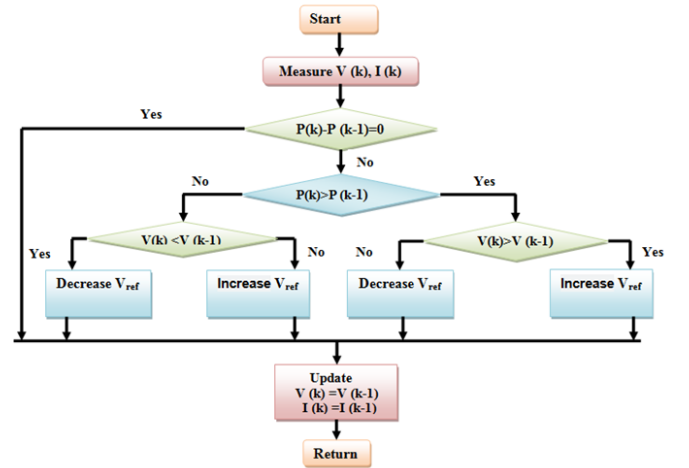 Start
Measure V (k), I (k)
Yes
P(k)-P (k-1)=0
No
No
P(k)>P (k-1)
Yes
Yes
V(k) <V (k-1)
No
No
V(k)>V (k-1)
Yes
Decrease Vref
Increase Vref
Decrease Vref
Increase Vref
Update
V (k) =V (k-1)
I (k) =I (k-1)
Return